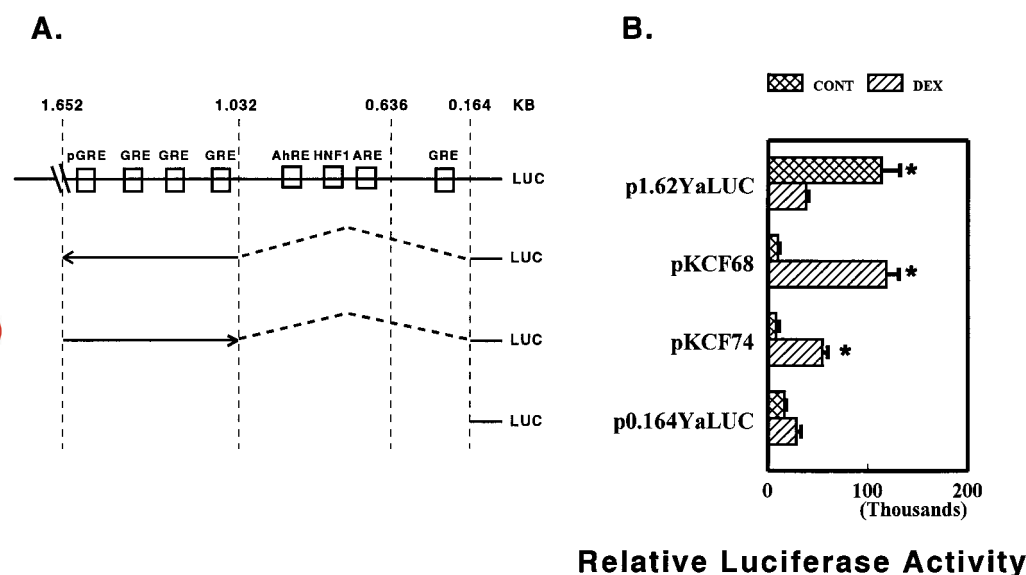 A.
1.652 1.032 0.636 0.164 KB
pGRE GRE GRE GRE AhRE HNF1 ARE GRE
LUC
LUC
LUC
LUC
B.
CONT DEX
p1.62YaLUC *
pKCF68 *
pKCF74 *
p0.164YaLUC
0 100 200
(Thousands)
Relative Luciferase Activity